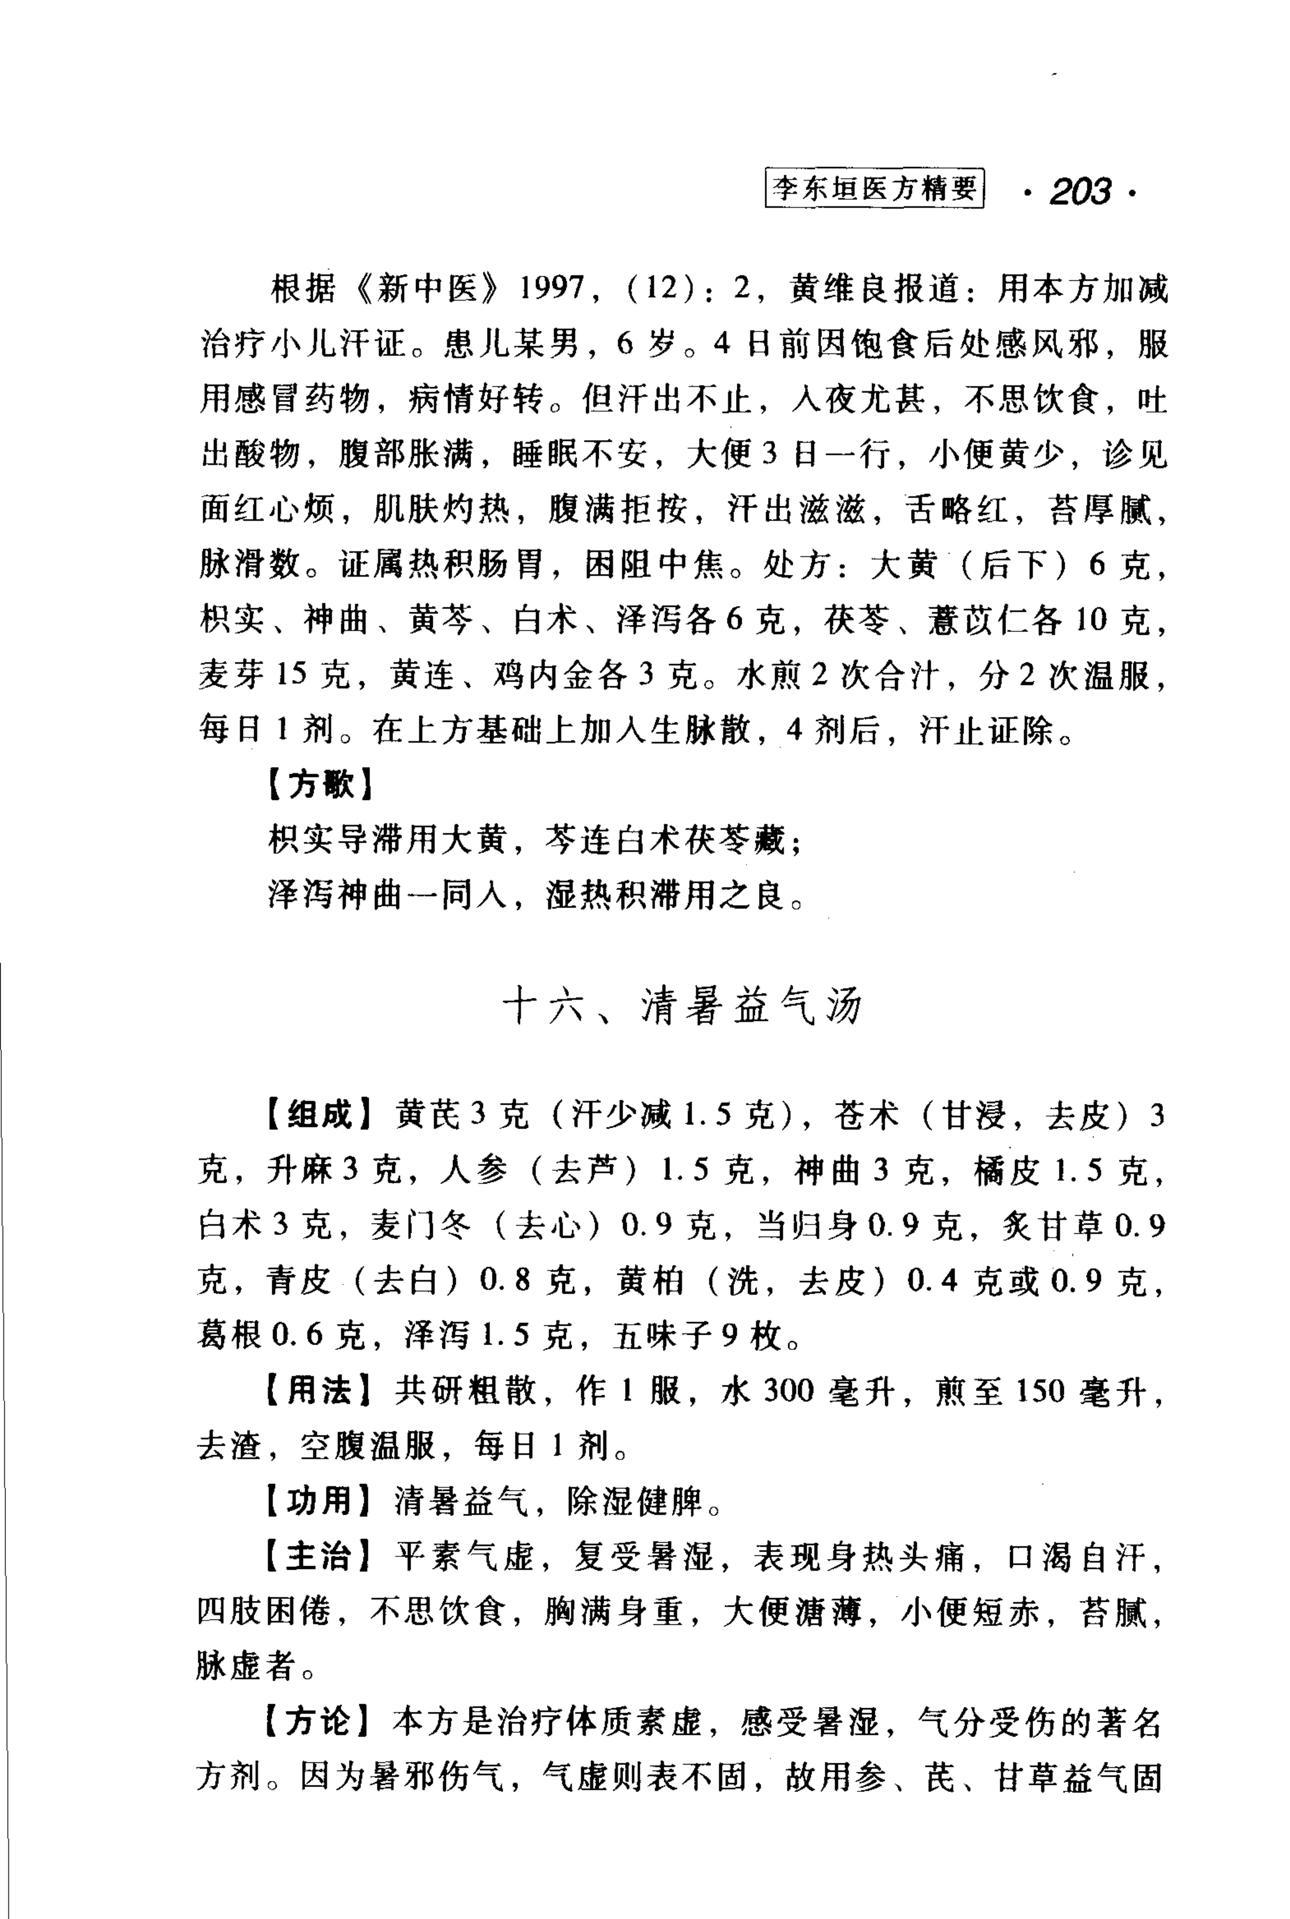 李东垣医方精要 · 203 ·
根据《新中医》1997，(12)：2，黄维良报道：用本方加减
治疗小儿汗证。患儿某男，6 岁。4 日前因饱食后处感风邪，服
用感冒药物，病情好转。但汗出不止，入夜尤甚，不思饮食，吐
出酸物，腹部胀满，睡眠不安，大便 3 日一行，小便黄少，诊见
面红心烦，肌肤灼热，腹满拒按，汗出滋滋，舌略红，苔厚腻，
脉滑数。证属热积肠胃，困阻中焦。处方：大黄（后下）6 克，
枳实、神曲、黄芩、白术、泽泻各 6 克，茯苓、薏苡仁各 10 克，
麦芽 15 克，黄连、鸡内金各 3 克。水煎 2 次合汁，分 2 次温服，
每日 1 剂。在上方基础上加入生脉散，4 剂后，汗止证除。
【方歌】
枳实导滞用大黄，芩连白术茯苓藏；
泽泻神曲一同入，湿热积滞用之良。
十六、清暑益气汤
【组成】黄芪 3 克（汗少减 1.5 克），苍术（甘浸，去皮）3
克，升麻 3 克，人参（去芦）1.5 克，神曲 3 克，橘皮 1.5 克，
白术 3 克，麦门冬（去心）0.9 克，当归身 0.9 克，炙甘草 0.9
克，青皮（去白）0.8 克，黄柏（洗，去皮）0.4 克或 0.9 克，
葛根 0.6 克，泽泻 1.5 克，五味子 9 枚。
【用法】共研粗散，作 1 服，水 300 毫升，煎至 150 毫升，
去渣，空腹温服，每日 1 剂。
【功用】清暑益气，除湿健脾。
【主治】平素气虚，复受暑湿，表现身热头痛，口渴自汗，
四肢困倦，不思饮食，胸满身重，大便溏薄，小便短赤，苔腻，
脉虚者。
【方论】本方是治疗体质素虚，感受暑湿，气分受伤的著名
方剂。因为暑邪伤气，气虚则表不固，故用参、芪、甘草益气固